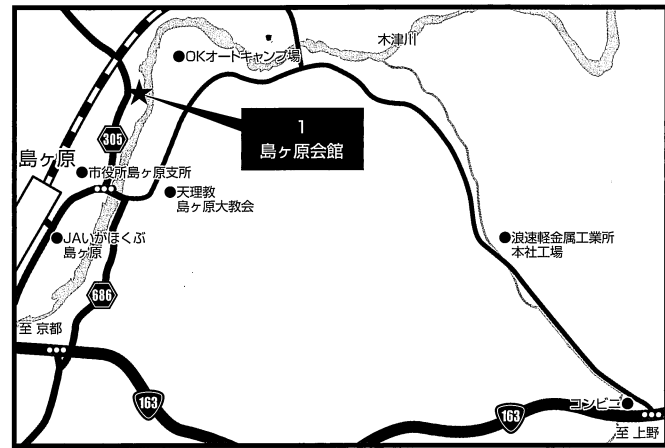 木津川
OKオートキャンプ場
1
島ヶ原会館
305
島ヶ原
市役所島ヶ原支所
天理教
島ヶ原大教会
JAいがほくぶ
島ヶ原
浪速軽金属工業所
本社工場
686
至 京都
163
163
コンビニ
至 上野